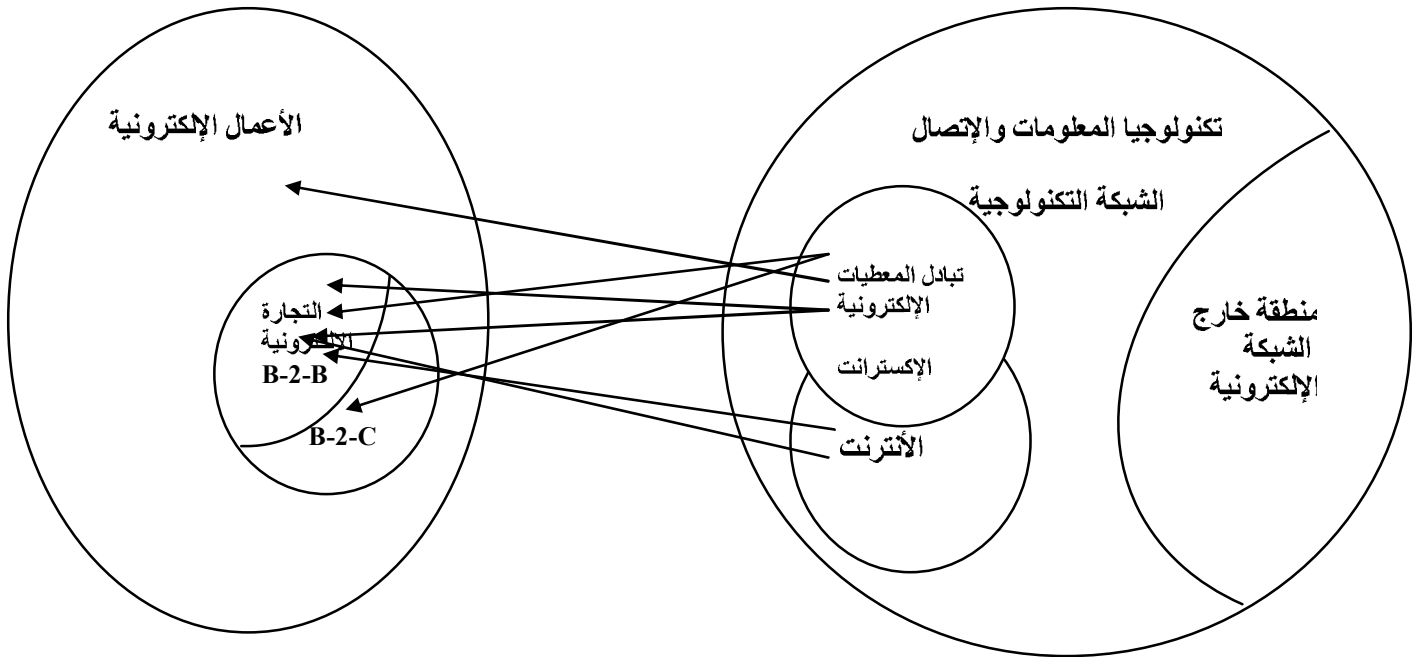 تكنولوجيا المعلومات والإتصال
الشبكة التكنولوجية
تبادل المعطيات
الإلكترونية
الإكسترانت
الأنترنت
منطقة خارج
الشبكة
الإلكترونية
الأعمال الإلكترونية
التجارة
الإلكترونية
B-2-B
B-2-C